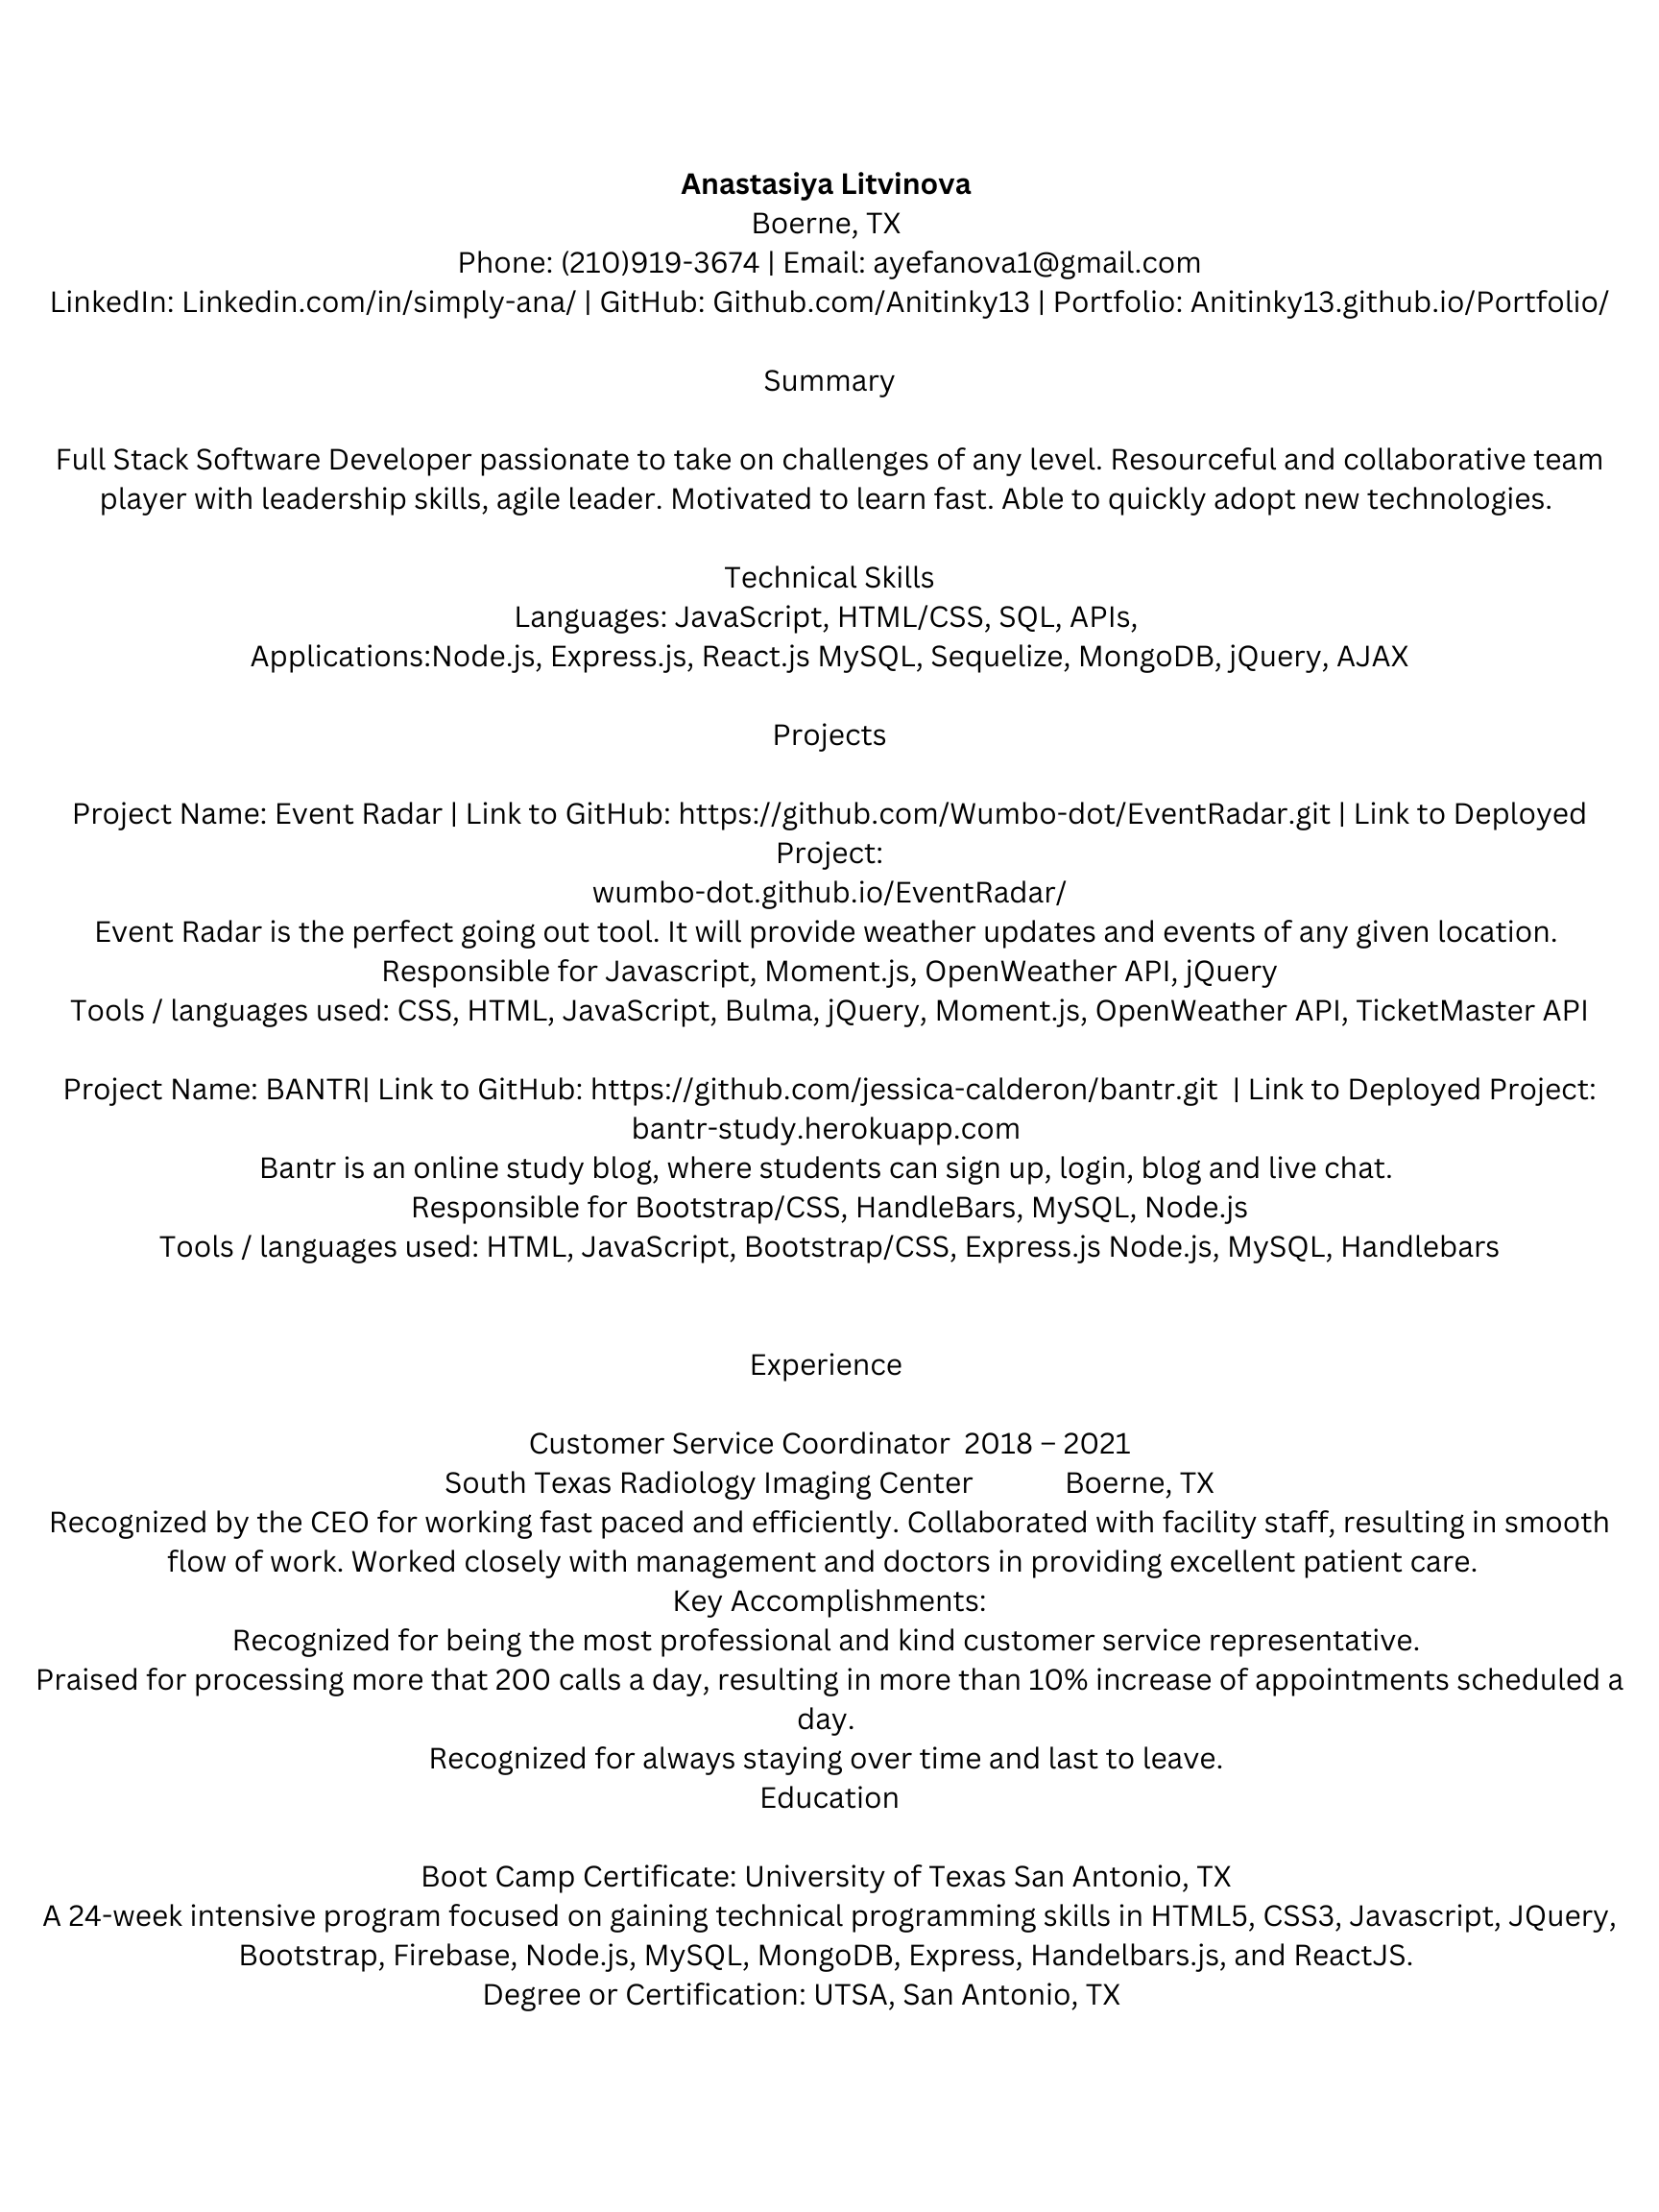 Anastasiya Litvinova
Boerne, TX
Phone: (210)919-3674 | Email: ayefanova1@gmail.com
LinkedIn: Linkedin.com/in/simply-ana/ | GitHub: Github.com/Anitinky13 | Portfolio: Anitinky13.github.io/Portfolio/
Summary
Full Stack Software Developer passionate to take on challenges of any level. Resourceful and collaborative team
player with leadership skills, agile leader. Motivated to learn fast. Able to quickly adopt new technologies.
Technical Skills
Languages: JavaScript, HTML/CSS, SQL, APIs,
Applications:Node.js, Express.js, React.js MySQL, Sequelize, MongoDB, jQuery, AJAX
Projects
Project Name: Event Radar | Link to GitHub: https://github.com/Wumbo-dot/EventRadar.git | Link to Deployed
Project:
wumbo-dot.github.io/EventRadar/
Event Radar is the perfect going out tool. It will provide weather updates and events of any given location.
Responsible for Javascript, Moment.js, OpenWeather API, jQuery
Tools / languages used: CSS, HTML, JavaScript, Bulma, jQuery, Moment.js, OpenWeather API, TicketMaster API
Project Name: BANTR| Link to GitHub: https://github.com/jessica-calderon/bantr.git | Link to Deployed Project:
bantr-study.herokuapp.com
Bantr is an online study blog, where students can sign up, login, blog and live chat.
Responsible for Bootstrap/CSS, HandleBars, MySQL, Node.js
Tools / languages used: HTML, JavaScript, Bootstrap/CSS, Express.js Node.js, MySQL, Handlebars
Experience
Customer Service Coordinator 2018 – 2021
South Texas Radiology Imaging Center Boerne, TX
Recognized by the CEO for working fast paced and efficiently. Collaborated with facility staff, resulting in smooth
flow of work. Worked closely with management and doctors in providing excellent patient care.
Key Accomplishments:
Recognized for being the most professional and kind customer service representative.
Praised for processing more that 200 calls a day, resulting in more than 10% increase of appointments scheduled a
day.
Recognized for always staying over time and last to leave.
Education
Boot Camp Certificate: University of Texas San Antonio, TX
A 24-week intensive program focused on gaining technical programming skills in HTML5, CSS3, Javascript, JQuery,
Bootstrap, Firebase, Node.js, MySQL, MongoDB, Express, Handelbars.js, and ReactJS.
Degree or Certification: UTSA, San Antonio, TX